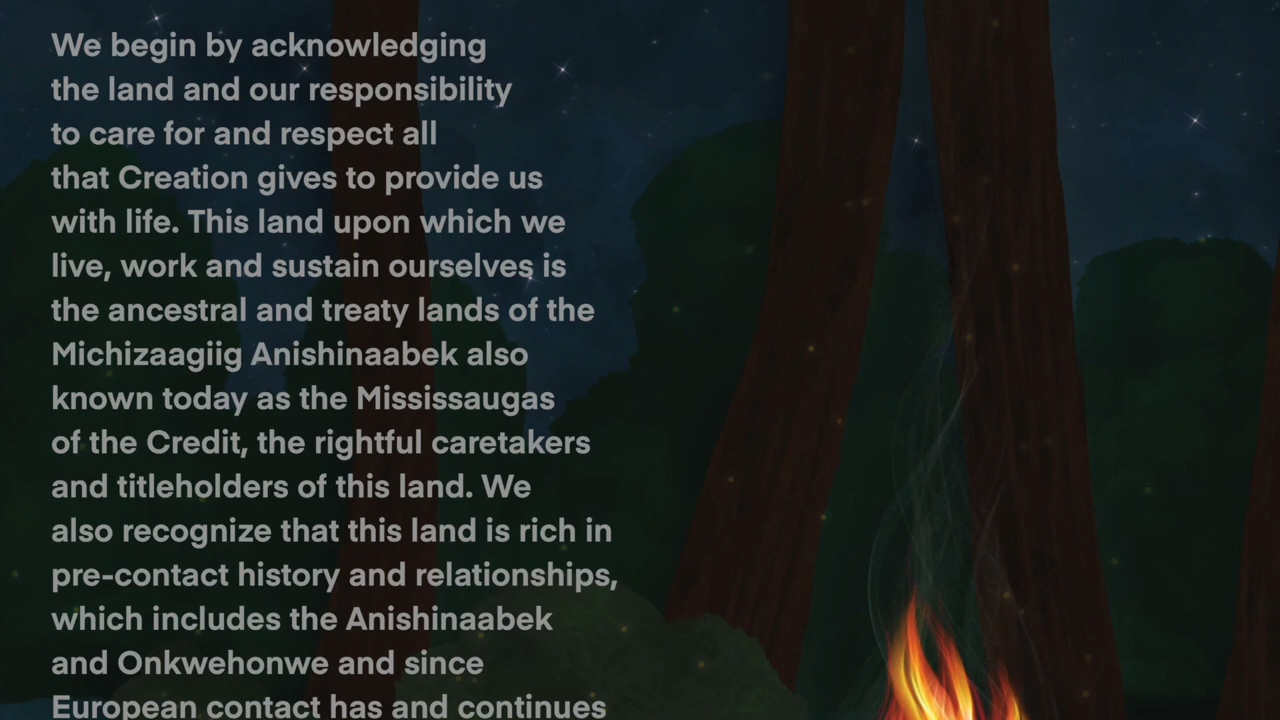 We begin by acknowledging
the land and our responsibility
to care for and respect all
that Creation gives to provide us
with life. This land upon which we
live, work and sustain ourselves is
the ancestral and treaty lands of the
Michizaagiig Anishinaabek also
known today as the Mississaugas
of the Credit, the rightful caretakers
and titleholders of this land. We
also recognize that this land is rich in
pre-contact history and relationships,
which includes the Anishinaabek
and Onkwehonwe and since
European contact has and continues